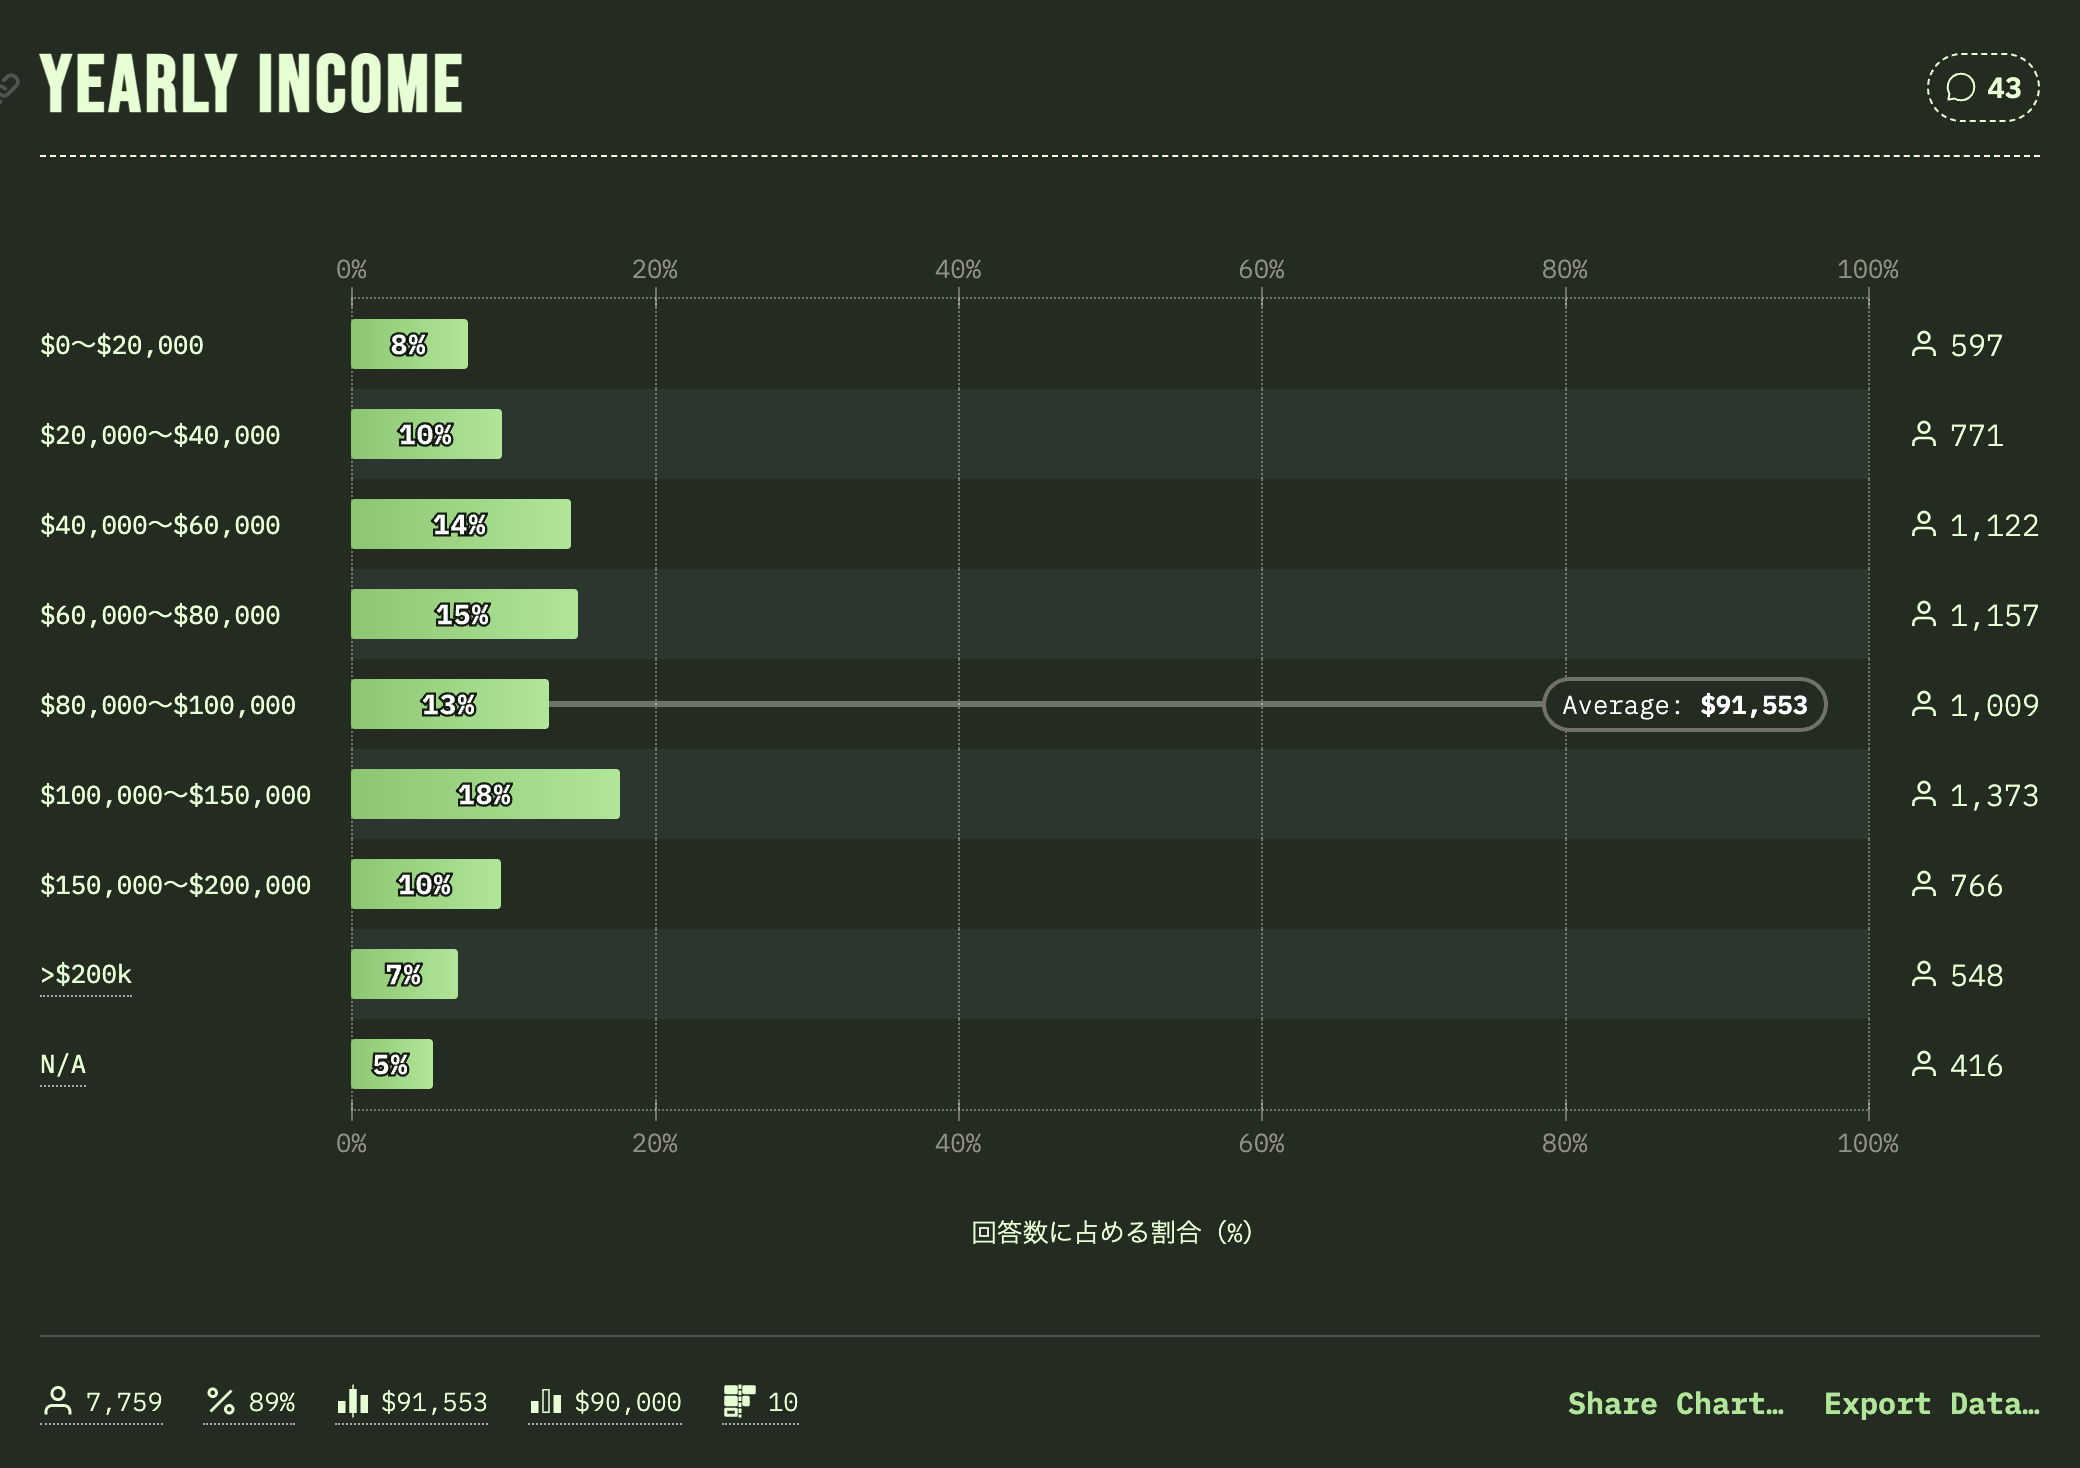 YEARLY INCOME
43
0% 20% 40% 60% 80% 100%
$0〜$20,000 8% 597
$20,000〜$40,000 10% 771
$40,000〜$60,000 14% 1,122
$60,000〜$80,000 15% 1,157
$80,000〜$100,000 13% Average: $91,553 1,009
$100,000〜$150,000 18% 1,373
$150,000〜$200,000 10% 766
>$200k 7% 548
N/A 5% 416
0% 20% 40% 60% 80% 100%
回答数に占める割合 (%)
7,759 89% $91,553 $90,000 10 Share Chart… Export Data…